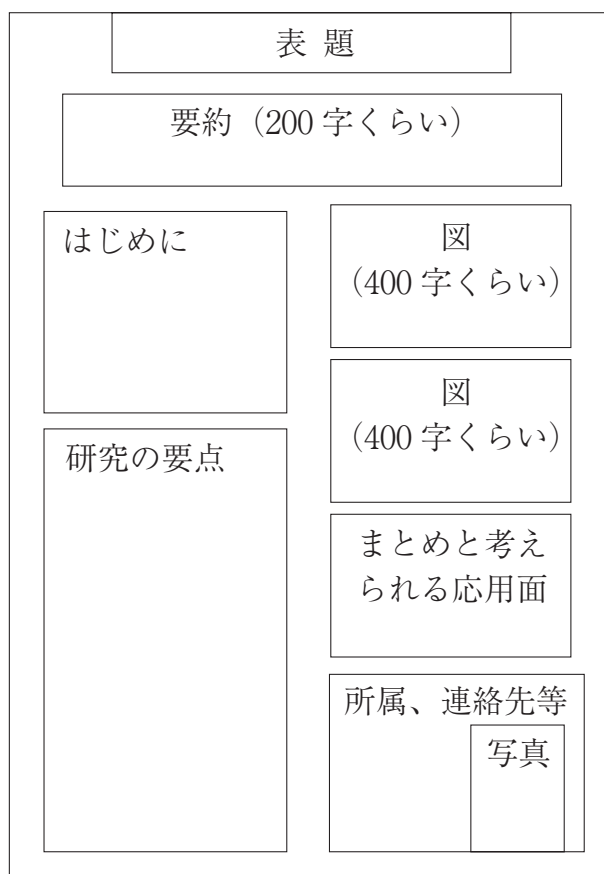 表 題
要約（200 字くらい）
はじめに
研究の要点
図
（400 字くらい）
図
（400 字くらい）
まとめと考え
られる応用面
所属、連絡先等
写真